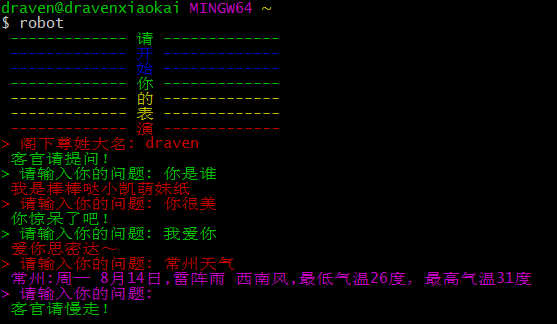 draven@dravenxiaokai MINGW64 ~
$ robot
------------- 请 -------------
------------- 开 -------------
------------- 始 -------------
------------- 你 -------------
------------- 的 -------------
------------- 表 -------------
------------- 演 -------------
> 阁下尊姓大名: draven
客官请提问!
> 请输入你的问题: 你是谁
我是棒棒哒小凯萌妹纸
> 请输入你的问题: 你很美
你惊呆了吧!
> 请输入你的问题: 我爱你
爱你思密达~
> 请输入你的问题: 常州天气
常州:周一 8月14日,雷阵雨 西南风,最低气温26度, 最高气温31度
> 请输入你的问题:
客官请慢走!